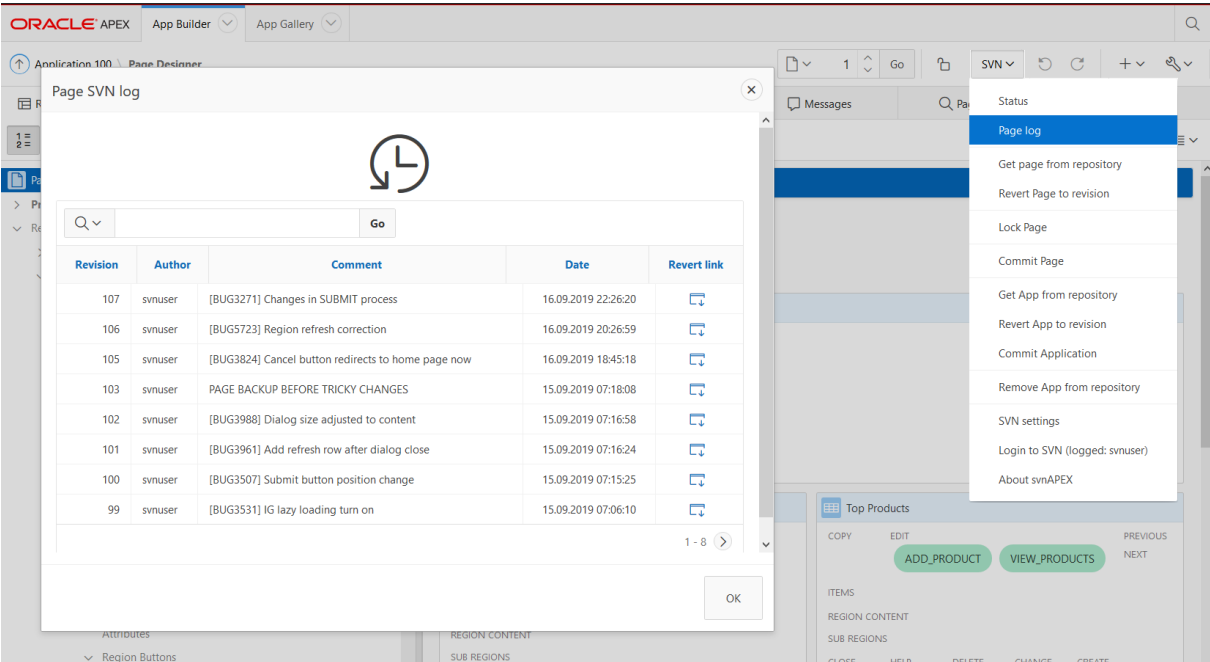 ORACLE APEX App Builder App Gallery
Application 100 \ Page Designer 1 Go SVN
Page SVN log
Messages
Status
Page log
Get page from repository
Revert Page to revision
Lock Page
Commit Page
Get App from repository
Revert App to revision
Commit Application
Remove App from repository
SVN settings
Login to SVN (logged: svnuser)
About svnAPEX
Go
Revision Author Comment Date Revert link
107 svnuser [BUG3271] Changes in SUBMIT process 16.09.2019 22:26:20
106 svnuser [BUG5723] Region refresh correction 16.09.2019 20:26:59
105 svnuser [BUG3824] Cancel button redirects to home page now 16.09.2019 18:45:18
103 svnuser PAGE BACKUP BEFORE TRICKY CHANGES 15.09.2019 07:18:08
102 svnuser [BUG3988] Dialog size adjusted to content 15.09.2019 07:16:58
101 svnuser [BUG3961] Add refresh row after dialog close 15.09.2019 07:16:24
100 svnuser [BUG3507] Submit button position change 15.09.2019 07:15:25
99 svnuser [BUG3531] IG lazy loading turn on 15.09.2019 07:06:10
1 - 8
OK
Top Products
COPY EDIT PREVIOUS
ADD_PRODUCT VIEW_PRODUCTS NEXT
ITEMS
REGION CONTENT
SUB REGIONS
CLOSE HELP DELETE CHANGE CREATE
Attributes
Region Buttons
REGION CONTENT
SUB REGIONS